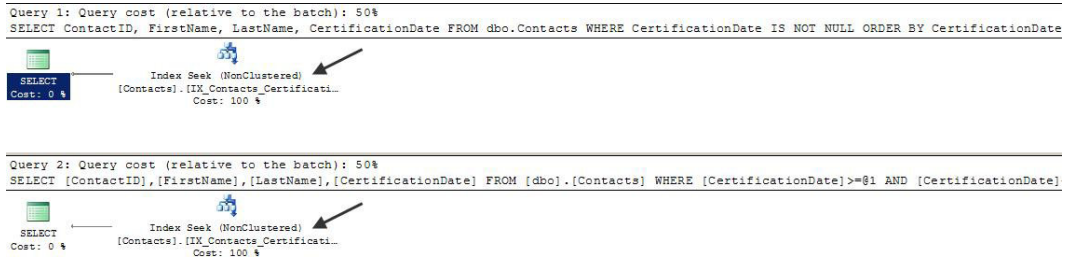 Query 1: Query cost (relative to the batch): 50%
SELECT ContactID, FirstName, LastName, CertificationDate FROM dbo.Contacts WHERE CertificationDate IS NOT NULL ORDER BY CertificationDate
SELECT
Cost: 0 %
Index Seek (NonClustered)
[Contacts].[IX_Contacts_Certificati…
Cost: 100 %
Query 2: Query cost (relative to the batch): 50%
SELECT [ContactID],[FirstName],[LastName],[CertificationDate] FROM [dbo].[Contacts] WHERE [CertificationDate]>=@1 AND [CertificationDate]
SELECT
Cost: 0 %
Index Seek (NonClustered)
[Contacts].[IX_Contacts_Certificati…
Cost: 100 %